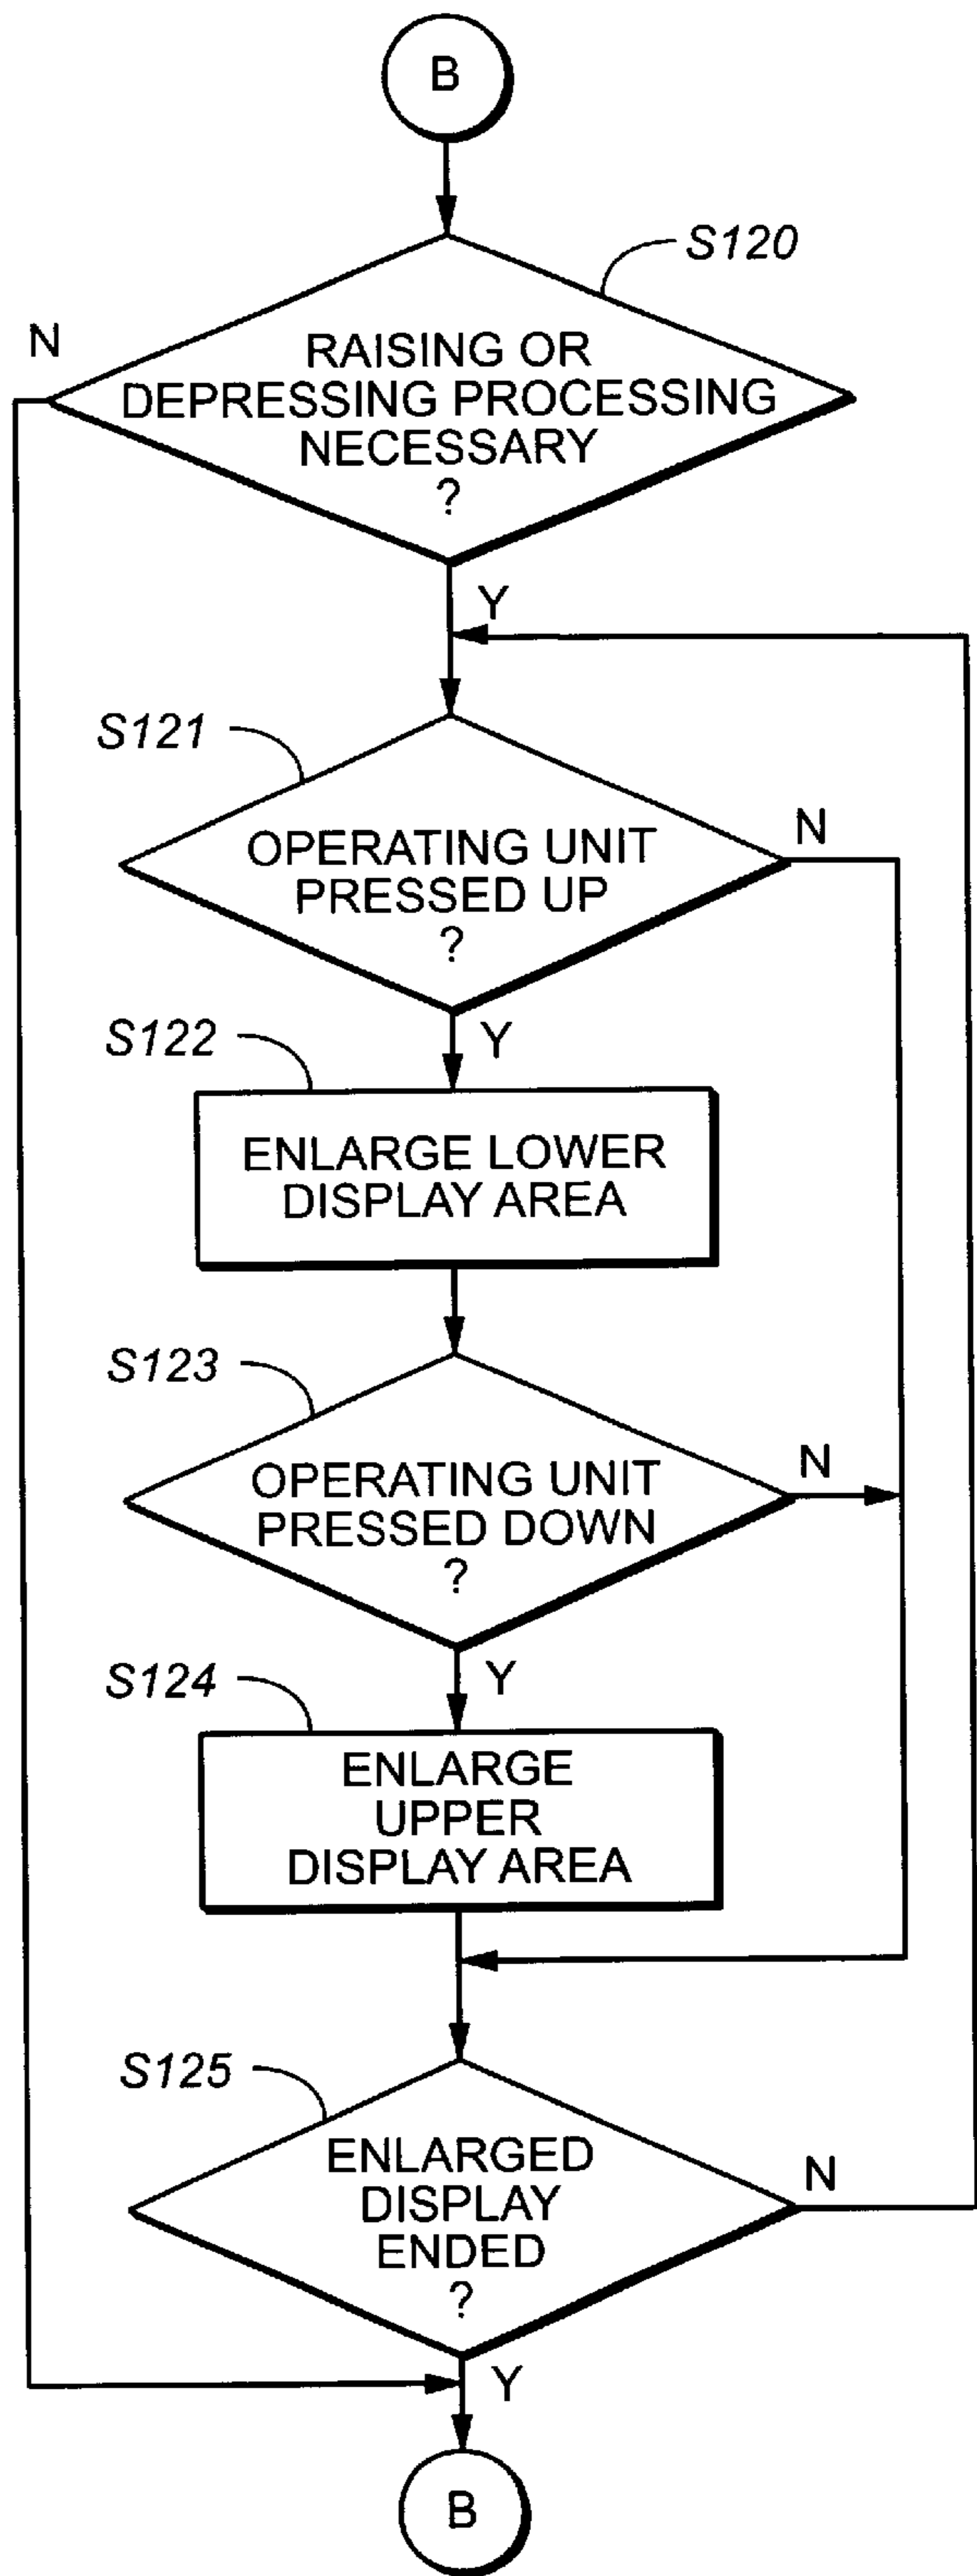 B
S120
N
RAISING OR
DEPRESSING PROCESSING
NECESSARY
?
Y
S121
N
OPERATING UNIT
PRESSED UP
?
Y
S122
ENLARGE LOWER
DISPLAY AREA
S123
N
OPERATING UNIT
PRESSED DOWN
?
Y
S124
ENLARGE
UPPER
DISPLAY AREA
S125
N
ENLARGED
DISPLAY
ENDED
?
Y
B